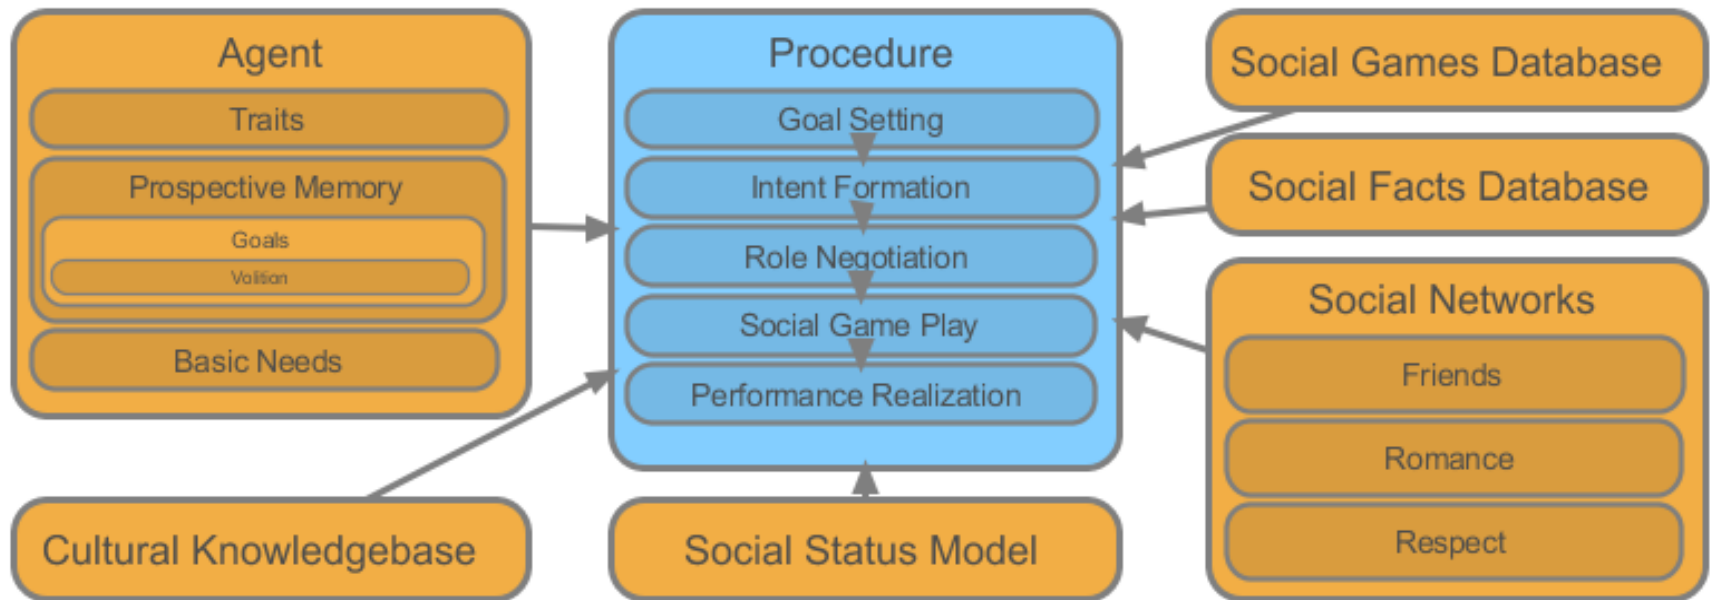 Agent
Traits
Prospective Memory
Goals
Volition
Basic Needs
Cultural Knowledgebase
Procedure
Goal Setting
Intent Formation
Role Negotiation
Social Game Play
Performance Realization
Social Status Model
Social Games Database
Social Facts Database
Social Networks
Friends
Romance
Respect